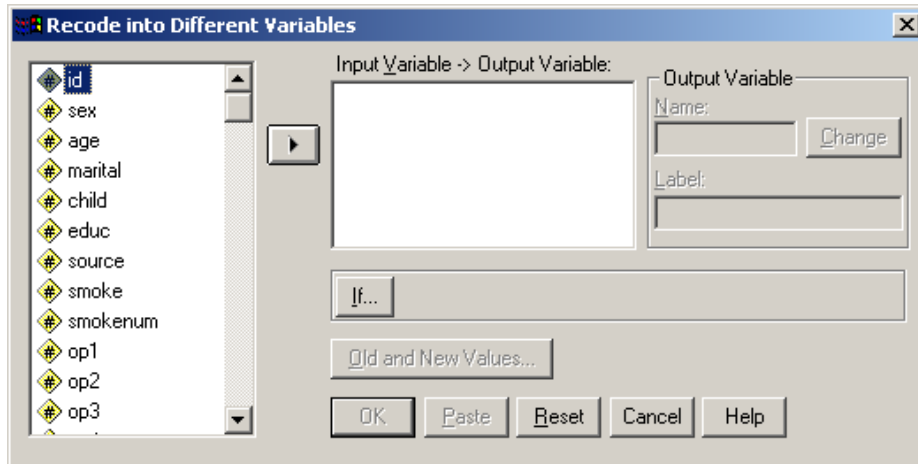 Recode into Different Variables
id
sex
age
marital
child
educ
source
smoke
smokenum
op1
op2
op3
Input Variable -> Output Variable:
Output Variable
Name:
Change
Label:
If...
Old and New Values...
OK
Paste
Reset
Cancel
Help